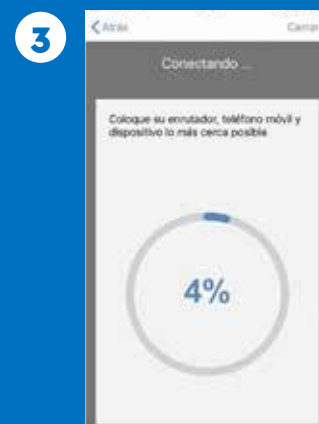 3
Atrás
Cerrar
Conectando ...
Coloque su enrutador, teléfono móvil y
dispositivo lo más cerca posible
4%